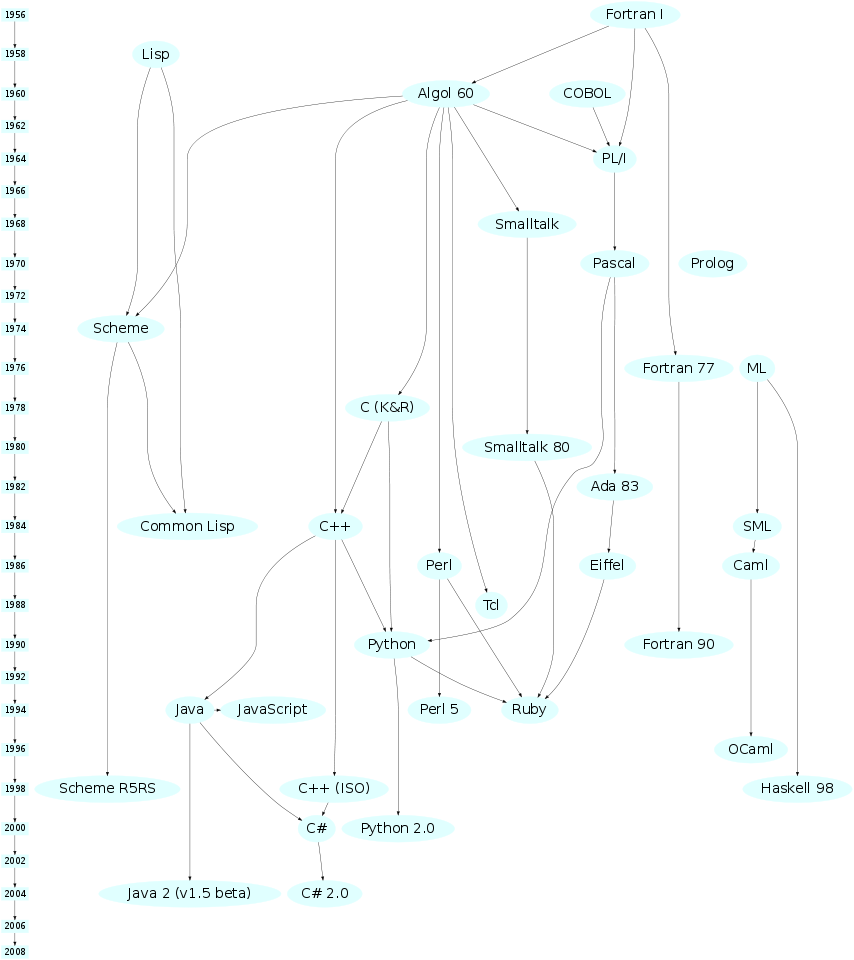 1956
Fortran I
1958
Lisp
1960
Algol 60
COBOL
1962
1964
PL/I
1966
1968
Smalltalk
1970
Pascal
Prolog
1972
1974
Scheme
1976
Fortran 77
ML
1978
C (K&R)
1980
Smalltalk 80
1982
Ada 83
1984
Common Lisp
C++
SML
1986
Perl
Eiffel
Caml
1988
Tcl
1990
Python
Fortran 90
1992
1994
Java
JavaScript
Perl 5
Ruby
1996
OCaml
1998
Scheme R5RS
C++ (ISO)
Haskell 98
2000
C#
Python 2.0
2002
2004
Java 2 (v1.5 beta)
C# 2.0
2006
2008